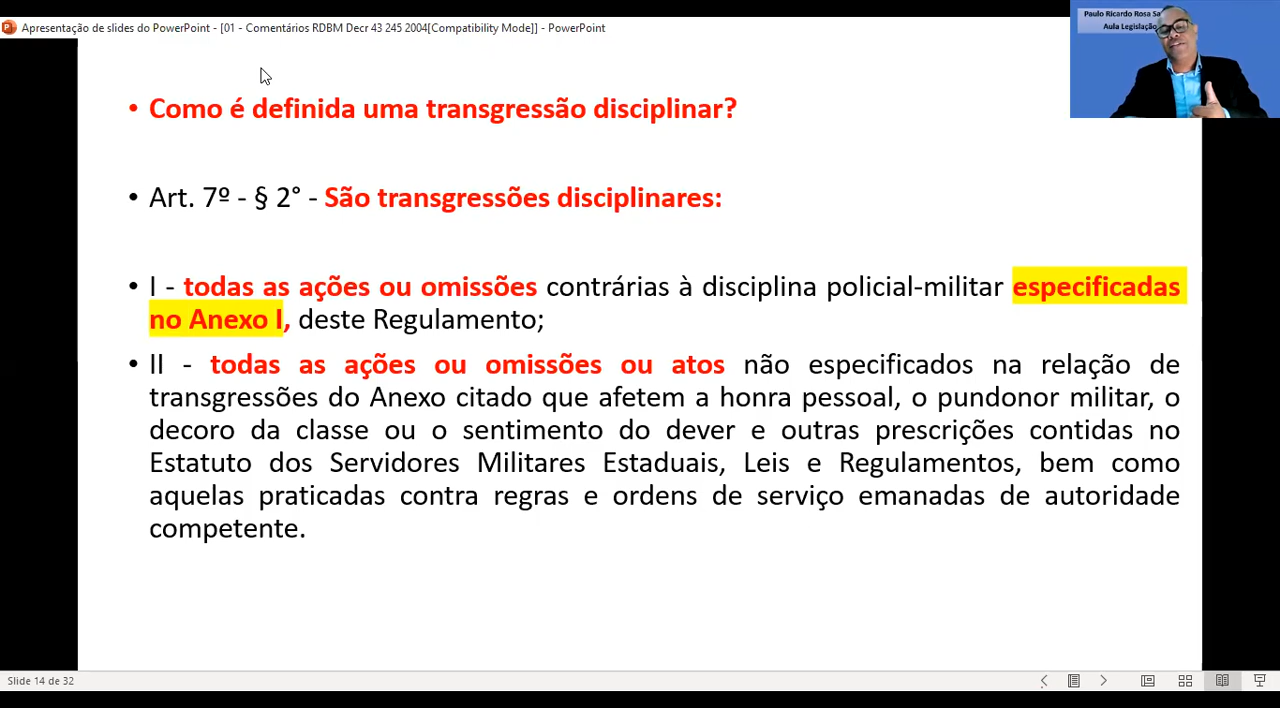 Apresentação de slides do PowerPoint - [01 - Comentários RDBM Decr 43 245 2004[Compatibility Mode]] - PowerPoint
Paulo Ricardo Rosa
Aula Legislação
• Como é definida uma transgressão disciplinar?
• Art. 7º - § 2° - São transgressões disciplinares:
• I - todas as ações ou omissões contrárias à disciplina policial-militar especificadas
no Anexo I, deste Regulamento;
• II - todas as ações ou omissões ou atos não especificados na relação de
transgressões do Anexo citado que afetem a honra pessoal, o pundonor militar, o
decoro da classe ou o sentimento do dever e outras prescrições contidas no
Estatuto dos Servidores Militares Estaduais, Leis e Regulamentos, bem como
aquelas praticadas contra regras e ordens de serviço emanadas de autoridade
competente.
Slide 14 de 32